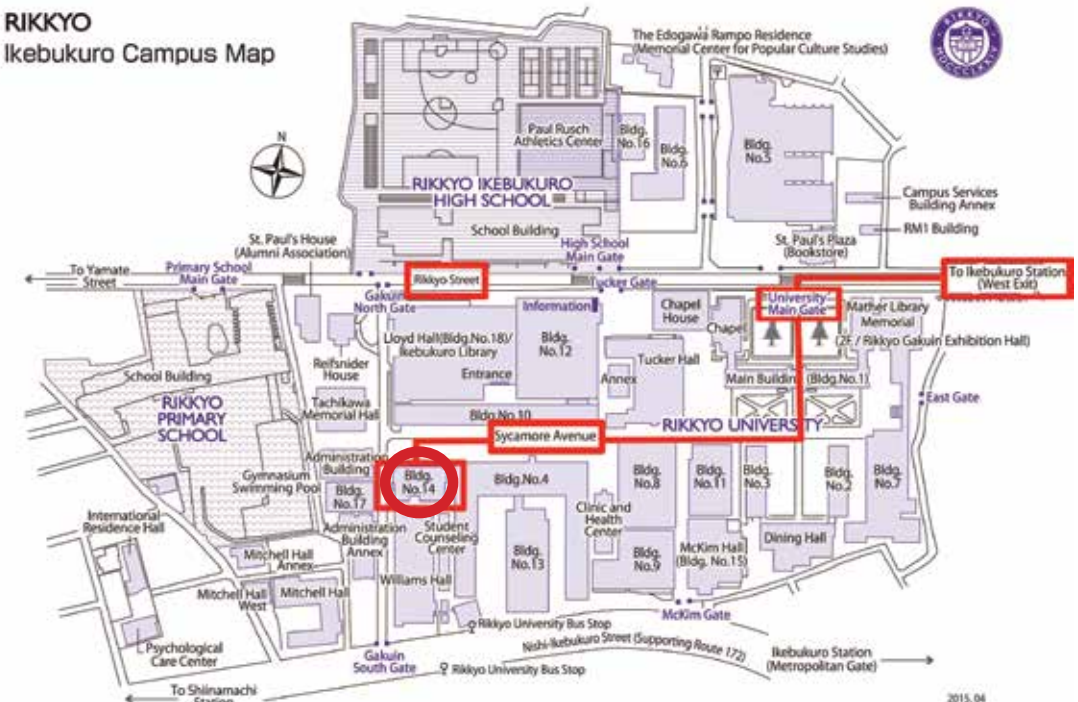 RIKKYO
Ikebukuro Campus Map
The Edogawa Rampo Residence
(Memorial Center for Popular Culture Studies)
RIKKYO
MDCCCLXXIV
N
Paul Rusch
Athletics Center
Bldg.
No.16
Bldg.
No.6
Bldg.
No.5
RIKKYO IKEBUKURO
HIGH SCHOOL
Campus Services
Building Annex
School Building
RM1 Building
St. Paul's House
(Alumni Association)
High School
Main Gate
St. Paul's Plaza
(Bookstore)
To Yamate
Street
Primary School
Main Gate
Rikkyo Street
Tucker Gate
To Ikebukuro Station
(West Exit)
Gakuin
North Gate
Information
Chapel
House
University
Main Gate
Mather Library
Memorial
(2F / Rikkyo Gakuin Exhibition Hall)
Chapel
Lloyd Hall(Bldg.No.18)/
Ikebukuro Library
Bldg.
No.12
Tucker Hall
Reifsnider
House
Entrance
Annex
Main Building (Bldg.No.1)
School Building
East Gate
RIKKYO
PRIMARY
SCHOOL
Tachikawa
Memorial Hall
Bldg.No.10
Sycamore Avenue
RIKKYO UNIVERSITY
Administration
Building
Gymnasium
Swimming Pool
Bldg.
No.17
Bldg.
No.14
Bldg.No.4
Bldg.
No.8
Bldg.
No.11
Bldg.
No.3
Bldg.
No.2
Bldg.
No.7
International
Residence Hall
Administration
Building
Annex
Student
Counseling
Center
Clinic and
Health
Center
Mitchell Hall
Annex
Bldg.
No.13
Bldg.
No.9
McKim Hall
(Bldg. No.15)
Dining Hall
Williams Hall
Mitchell Hall
West
Mitchell Hall
McKim Gate
Rikkyo University Bus Stop
Psychological
Care Center
Gakuin
South Gate
Rikkyo University Bus Stop
Nishi-Ikebukuro Street (Supporting Route 172)
Ikebukuro Station
(Metropolitan Gate)
To Shiinamachi
Station
2015. 04